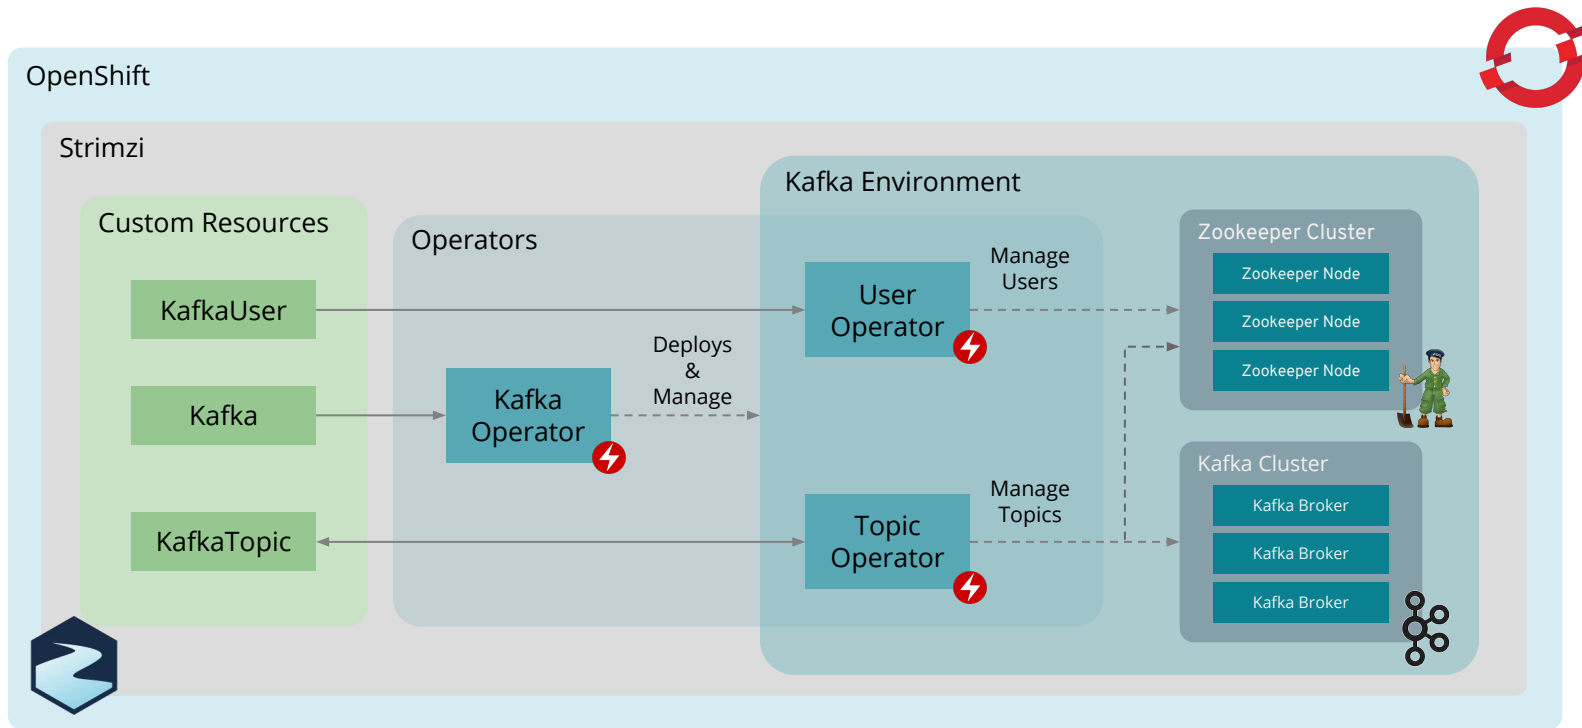 OpenShift
Strimzi
Kafka Environment
Custom Resources
Operators
Zookeeper Cluster
Zookeeper Node
Zookeeper Node
Zookeeper Node
KafkaUser
User
Operator
Manage
Users
Deploys
&
Manage
Kafka
Kafka
Operator
Kafka Cluster
Kafka Broker
Kafka Broker
Kafka Broker
KafkaTopic
Topic
Operator
Manage
Topics